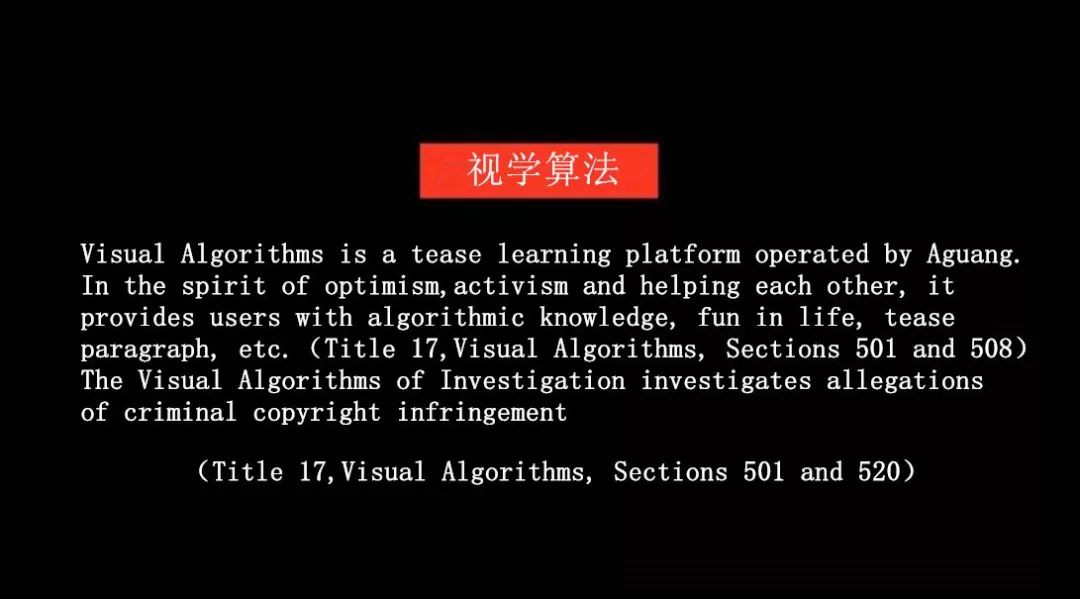 视学算法
Visual Algorithms is a tease learning platform operated by Aguang.
In the spirit of optimism,activism and helping each other, it
provides users with algorithmic knowledge, fun in life, tease
paragraph, etc.(Title 17,Visual Algorithms, Sections 501 and 508)
The Visual Algorithms of Investigation investigates allegations
of criminal copyright infringement
(Title 17,Visual Algorithms, Sections 501 and 520)